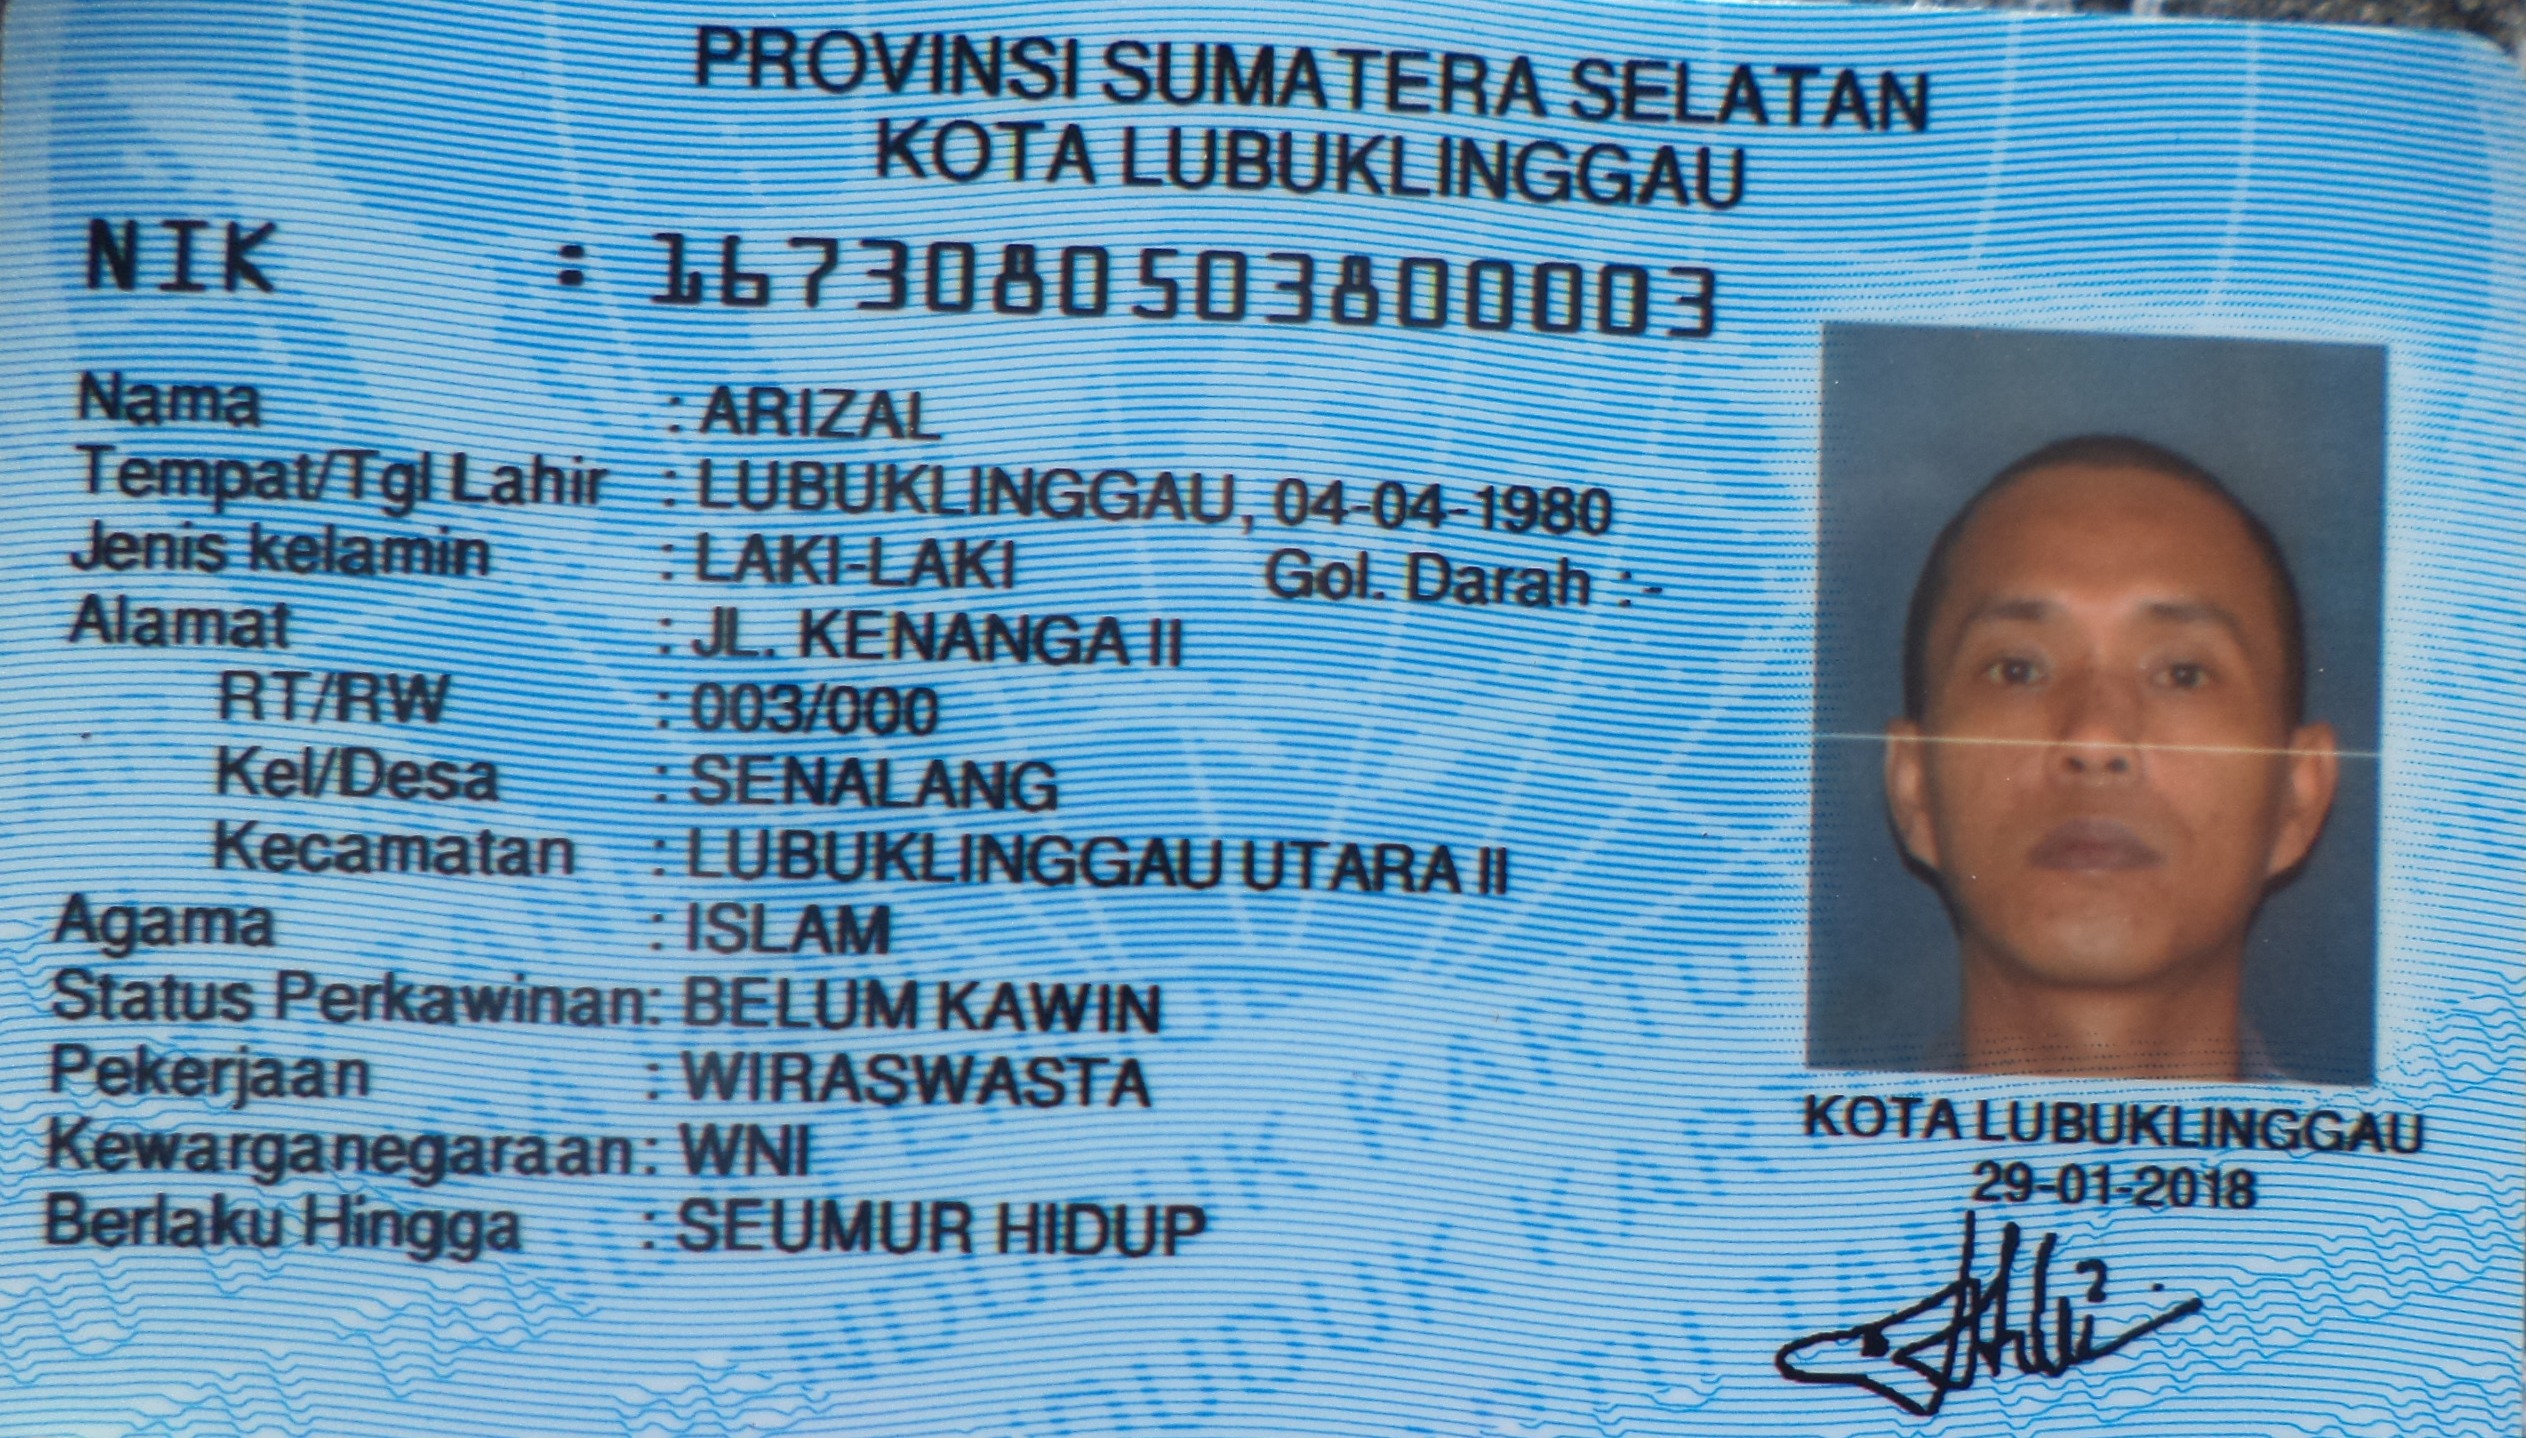 PROVINSI SUMATERA SELATAN
KOTA LUBUKLINGGAU
NIK : 1673080503800003
Nama : ARIZAL
Tempat/Tgl Lahir : LUBUKLINGGAU, 04-04-1980
Jenis kelamin : LAKI-LAKI Gol. Darah :-
Alamat : JL. KENANGA II
RT/RW : 003/000
Kel/Desa : SENALANG
Kecamatan : LUBUKLINGGAU UTARA II
Agama : ISLAM
Status Perkawinan: BELUM KAWIN
Pekerjaan : WIRASWASTA
Kewarganegaraan: WNI
Berlaku Hingga : SEUMUR HIDUP
KOTA LUBUKLINGGAU
29-01-2018